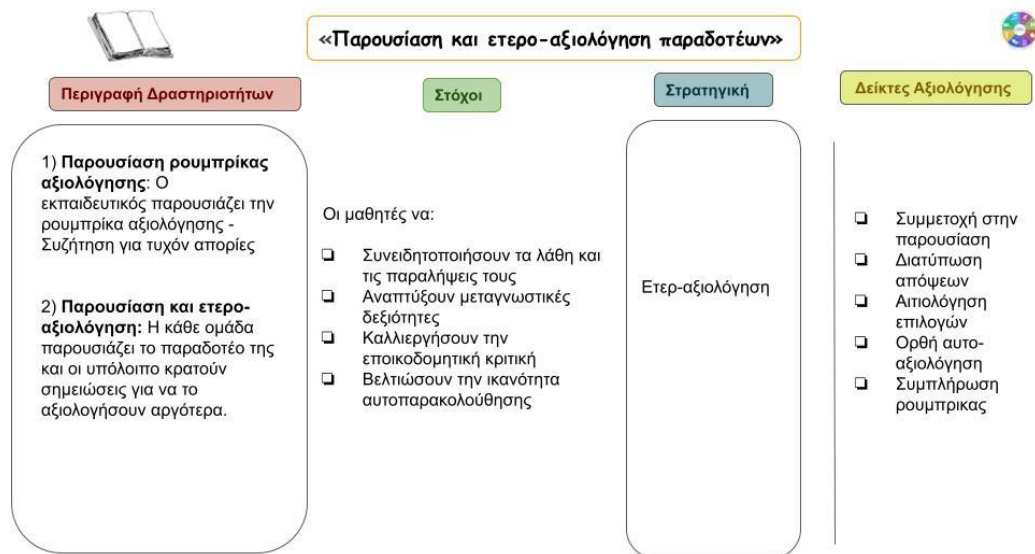 «Παρουσίαση και ετερο-αξιολόγηση παραδοτέων»
Περιγραφή Δραστηριοτήτων
Στόχοι
Στρατηγική
Δείκτες Αξιολόγησης
1) Παρουσίαση ρουμπρίκας
αξιολόγησης: Ο
εκπαιδευτικός παρουσιάζει την
ρουμπρίκα αξιολόγησης -
Συζήτηση για τυχόν απορίες
2) Παρουσίαση και ετερο-
αξιολόγηση: Η κάθε ομάδα
παρουσιάζει το παραδοτέο της
και οι υπόλοιπο κρατούν
σημειώσεις για να το
αξιολογήσουν αργότερα.
Οι μαθητές να:
❏ Συνειδητοποιήσουν τα λάθη και
τις παραλήψεις τους
❏ Αναπτύξουν μεταγνωστικές
δεξιότητες
❏ Καλλιεργήσουν την
εποικοδομητική κριτική
❏ Βελτιώσουν την ικανότητα
αυτοπαρακολούθησης
Ετερ-αξιολόγηση
❏ Συμμετοχή στην
παρουσίαση
❏ Διατύπωση
απόψεων
❏ Αιτιολόγηση
επιλογών
❏ Ορθή αυτο-
αξιολόγηση
❏ Συμπλήρωση
ρουμπρικας